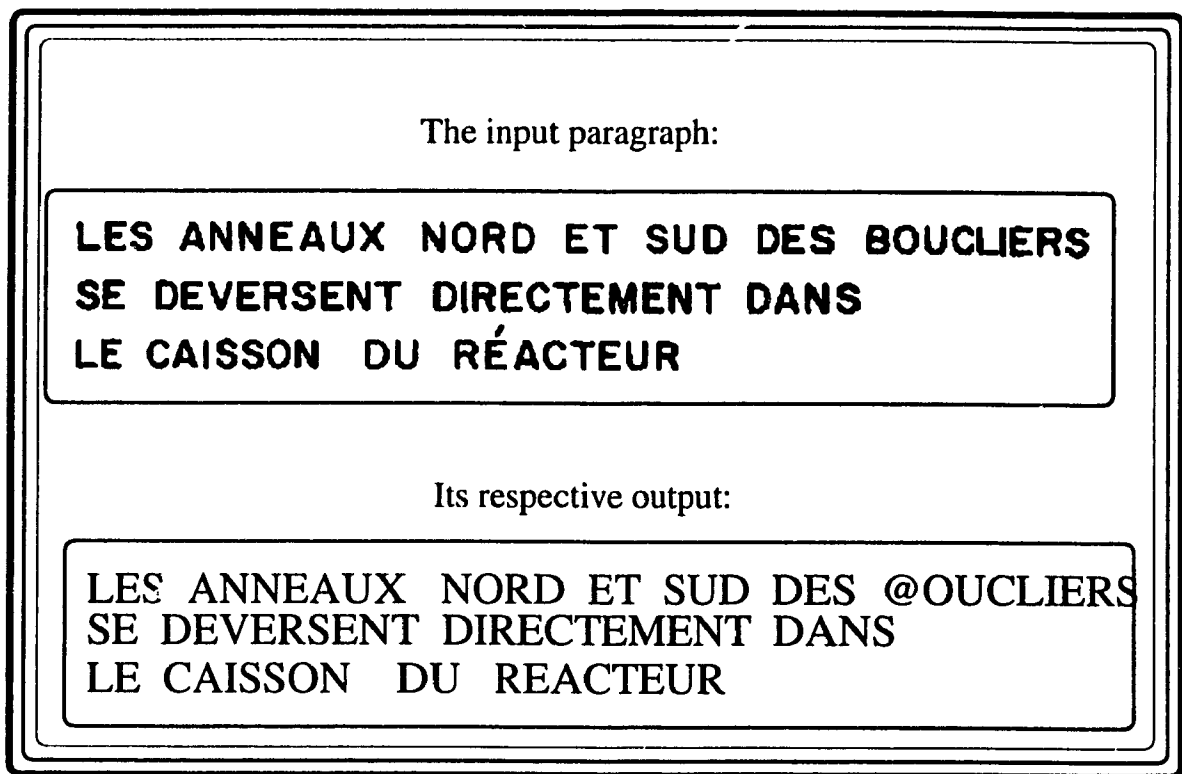 The input paragraph:
LES ANNEAUX NORD ET SUD DES BOUCLIERS
SE DEVERSENT DIRECTEMENT DANS
LE CAISSON DU RÉACTEUR
Its respective output:
LES ANNEAUX NORD ET SUD DES @OUCLIERS
SE DEVERSENT DIRECTEMENT DANS
LE CAISSON DU REACTEUR